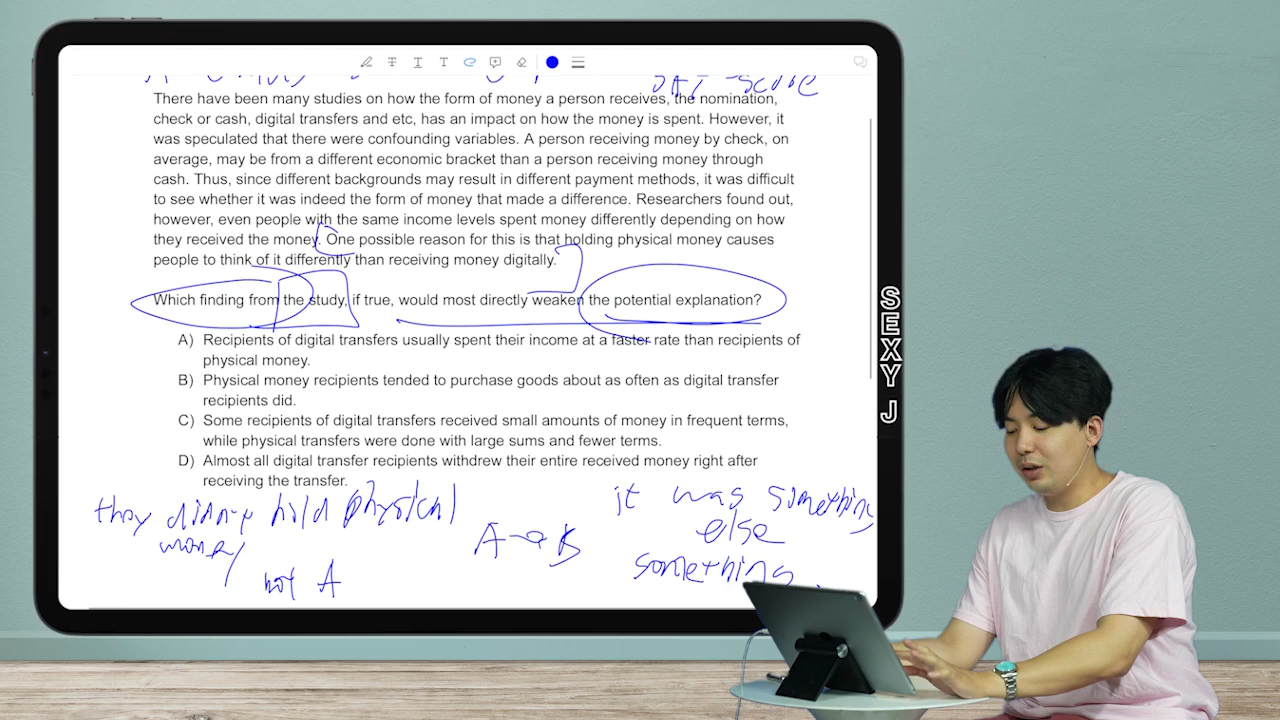 SAT-score
There have been many studies on how the form of money a person receives, the nomination,
check or cash, digital transfers and etc, has an impact on how the money is spent. However, it
was speculated that there were confounding variables. A person receiving money by check, on
average, may be from a different economic bracket than a person receiving money through
cash. Thus, since different backgrounds may result in different payment methods, it was difficult
to see whether it was indeed the form of money that made a difference. Researchers found out,
however, even people with the same income levels spent money differently depending on how
they received the money. One possible reason for this is that holding physical money causes
people to think of it differently than receiving money digitally.
Which finding from the study, if true, would most directly weaken the potential explanation?
A) Recipients of digital transfers usually spent their income at a faster rate than recipients of
physical money.
B) Physical money recipients tended to purchase goods about as often as digital transfer
recipients did.
C) Some recipients of digital transfers received small amounts of money in frequent terms,
while physical transfers were done with large sums and fewer terms.
D) Almost all digital transfer recipients withdrew their entire received money right after
receiving the transfer.
they didn't hold physical
money
not A
A → B
it was something
else
something
SEXY J